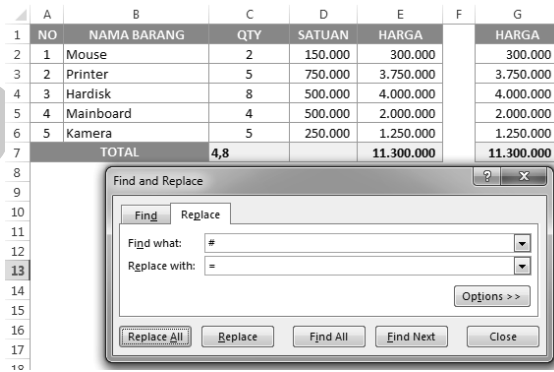 A B C D E F G
1 NO NAMA BARANG QTY SATUAN HARGA HARGA
2 1 Mouse 2 150.000 300.000 300.000
3 2 Printer 5 750.000 3.750.000 3.750.000
4 3 Hardisk 8 500.000 4.000.000 4.000.000
5 4 Mainboard 4 500.000 2.000.000 2.000.000
6 5 Kamera 5 250.000 1.250.000 1.250.000
7 TOTAL 4,8 11.300.000 11.300.000
8
9
10
11
12
13
14
15
16
17
18
Find and Replace ? X
Find Replace
Find what: #
Replace with: =
Options >>
Replace All Replace Find All Find Next Close